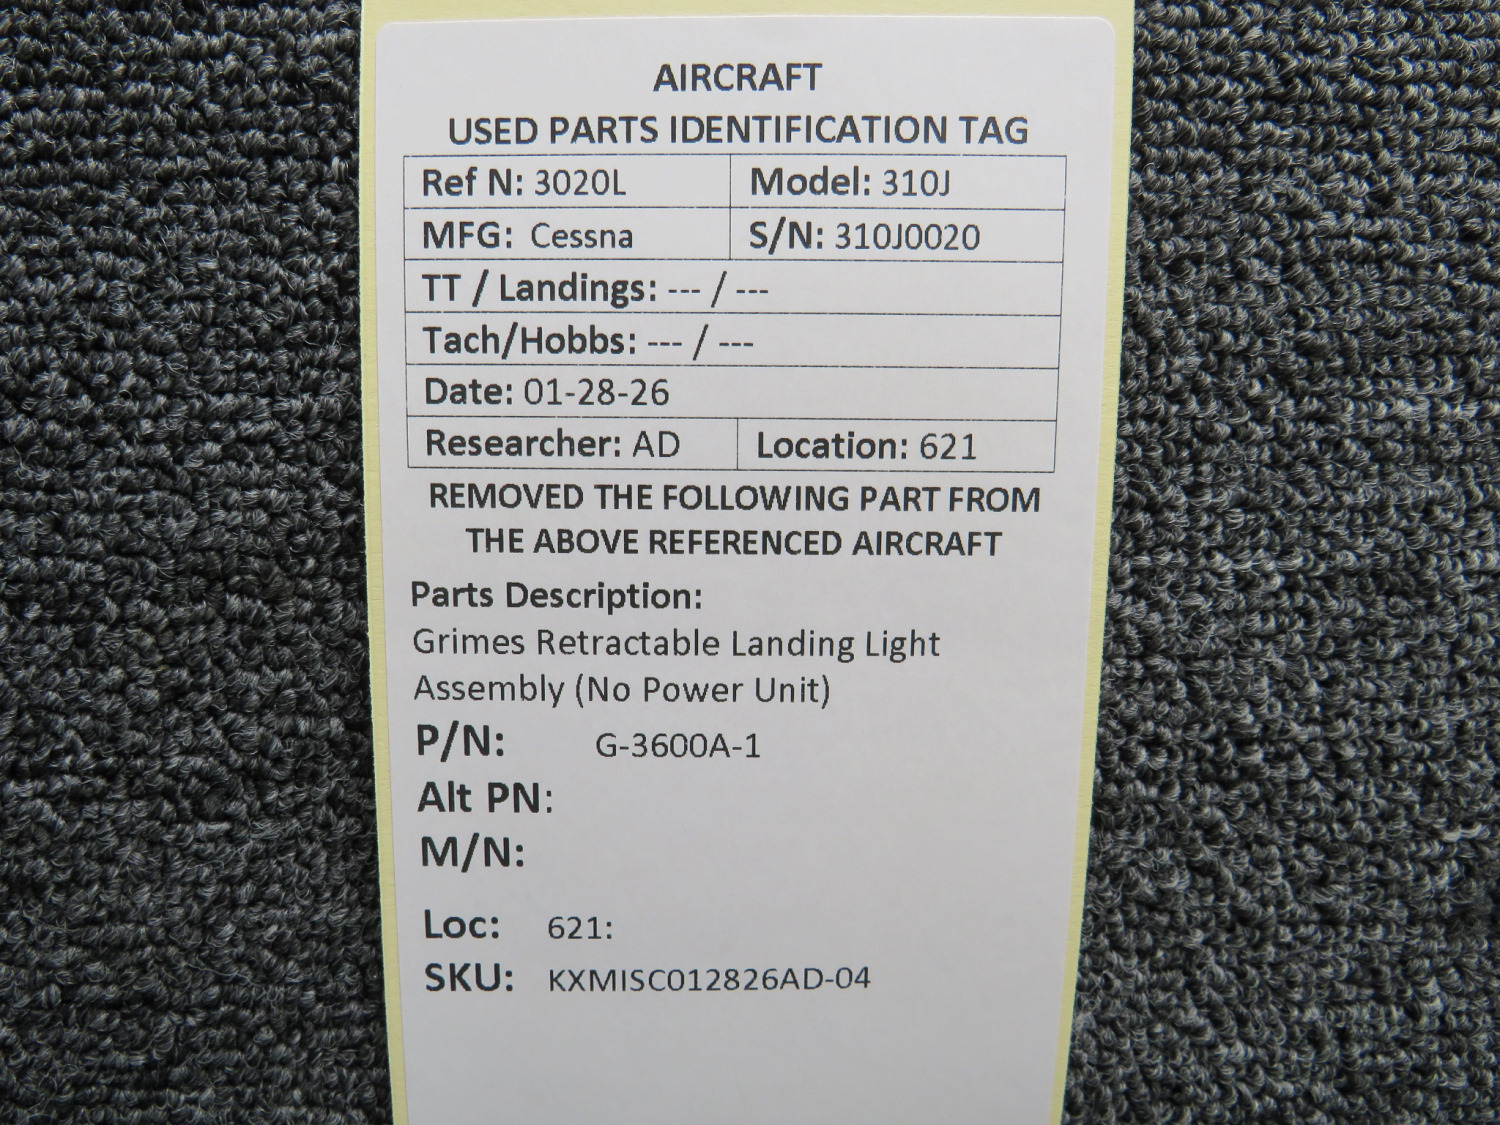 AIRCRAFT
USED PARTS IDENTIFICATION TAG
Ref N: 3020L Model: 310J
MFG: Cessna S/N: 310J0020
TT / Landings: --- / ---
Tach/Hobbs: --- / ---
Date: 01-28-26
Researcher: AD Location: 621
REMOVED THE FOLLOWING PART FROM
THE ABOVE REFERENCED AIRCRAFT
Parts Description:
Grimes Retractable Landing Light
Assembly (No Power Unit)
P/N: G-3600A-1
Alt PN:
M/N:
Loc: 621:
SKU: KXMISC012826AD-04